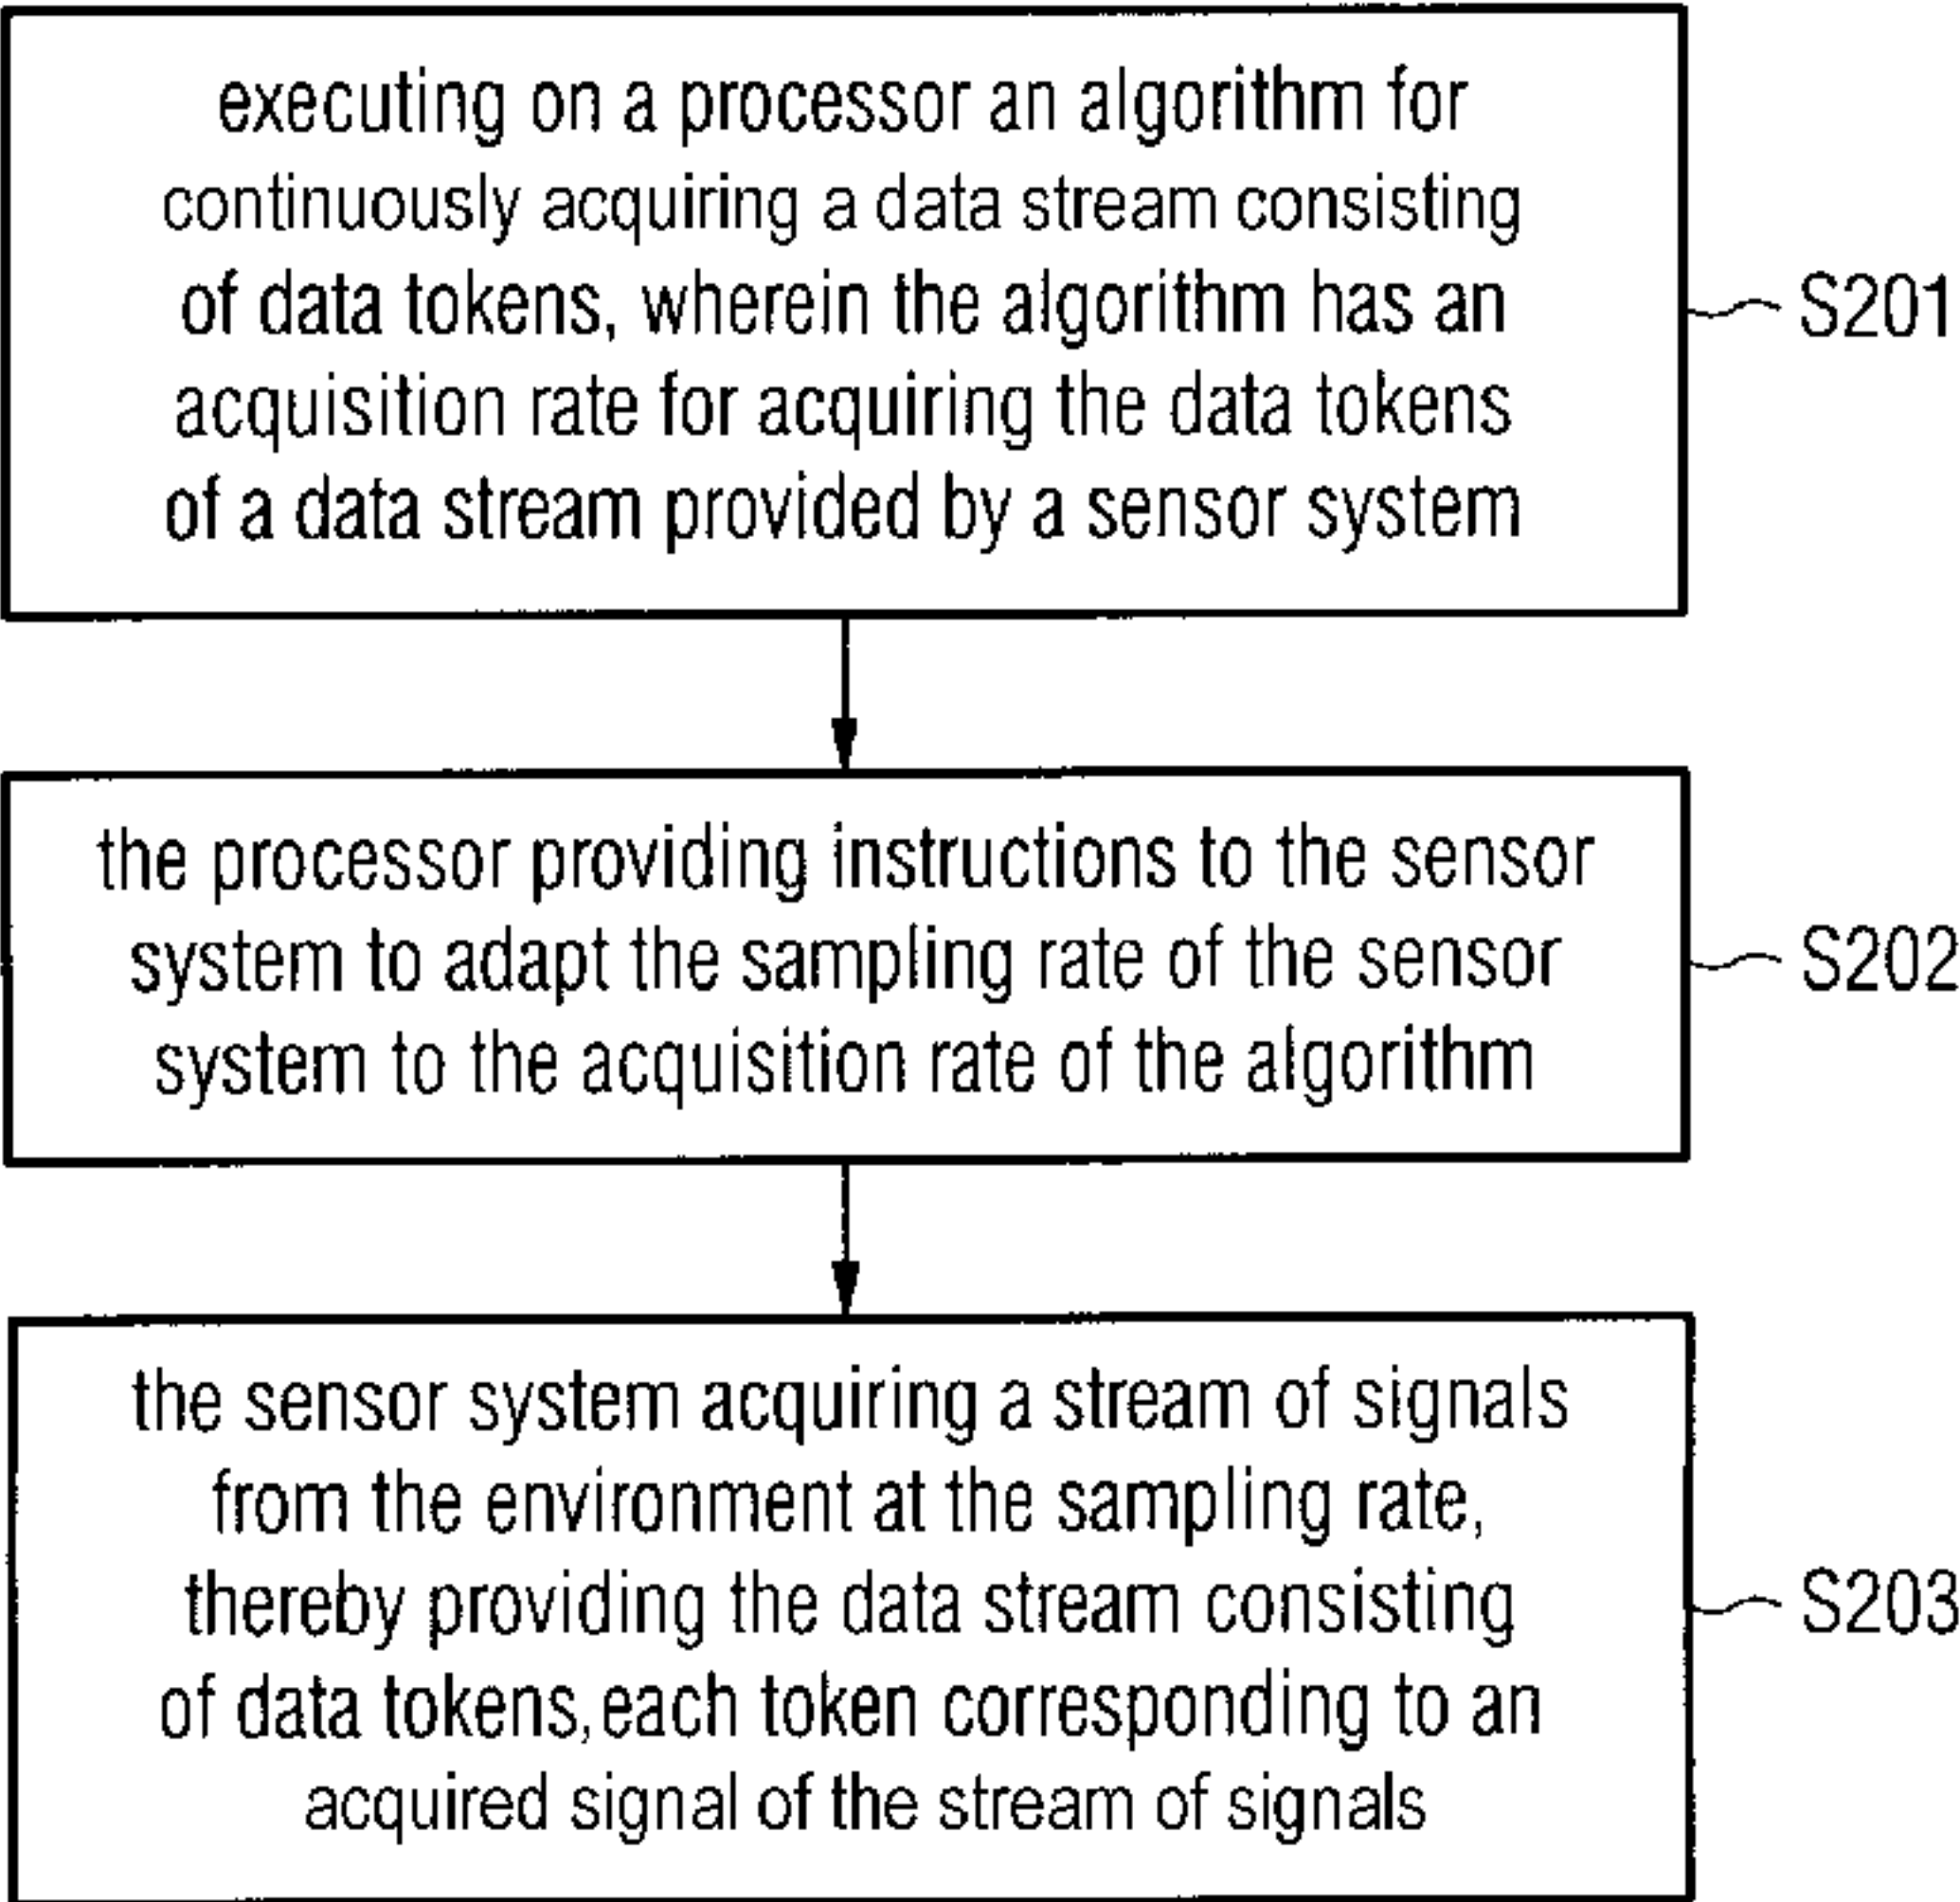 executing on a processor an algorithm for
continuously acquiring a data stream consisting
of data tokens, wherein the algorithm has an
acquisition rate for acquiring the data tokens
of a data stream provided by a sensor system
S201
the processor providing instructions to the sensor
system to adapt the sampling rate of the sensor
system to the acquisition rate of the algorithm
S202
the sensor system acquiring a stream of signals
from the environment at the sampling rate,
thereby providing the data stream consisting
of data tokens, each token corresponding to an
acquired signal of the stream of signals
S203